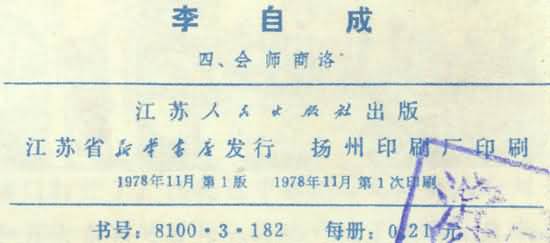 李自成
四、会师商洛
江苏人民出版社出版
江苏省新华书店发行 扬州印刷厂印刷
1978年11月第1版 1978年11月第1次印刷
书号：8100·3·182 每册：0.21元